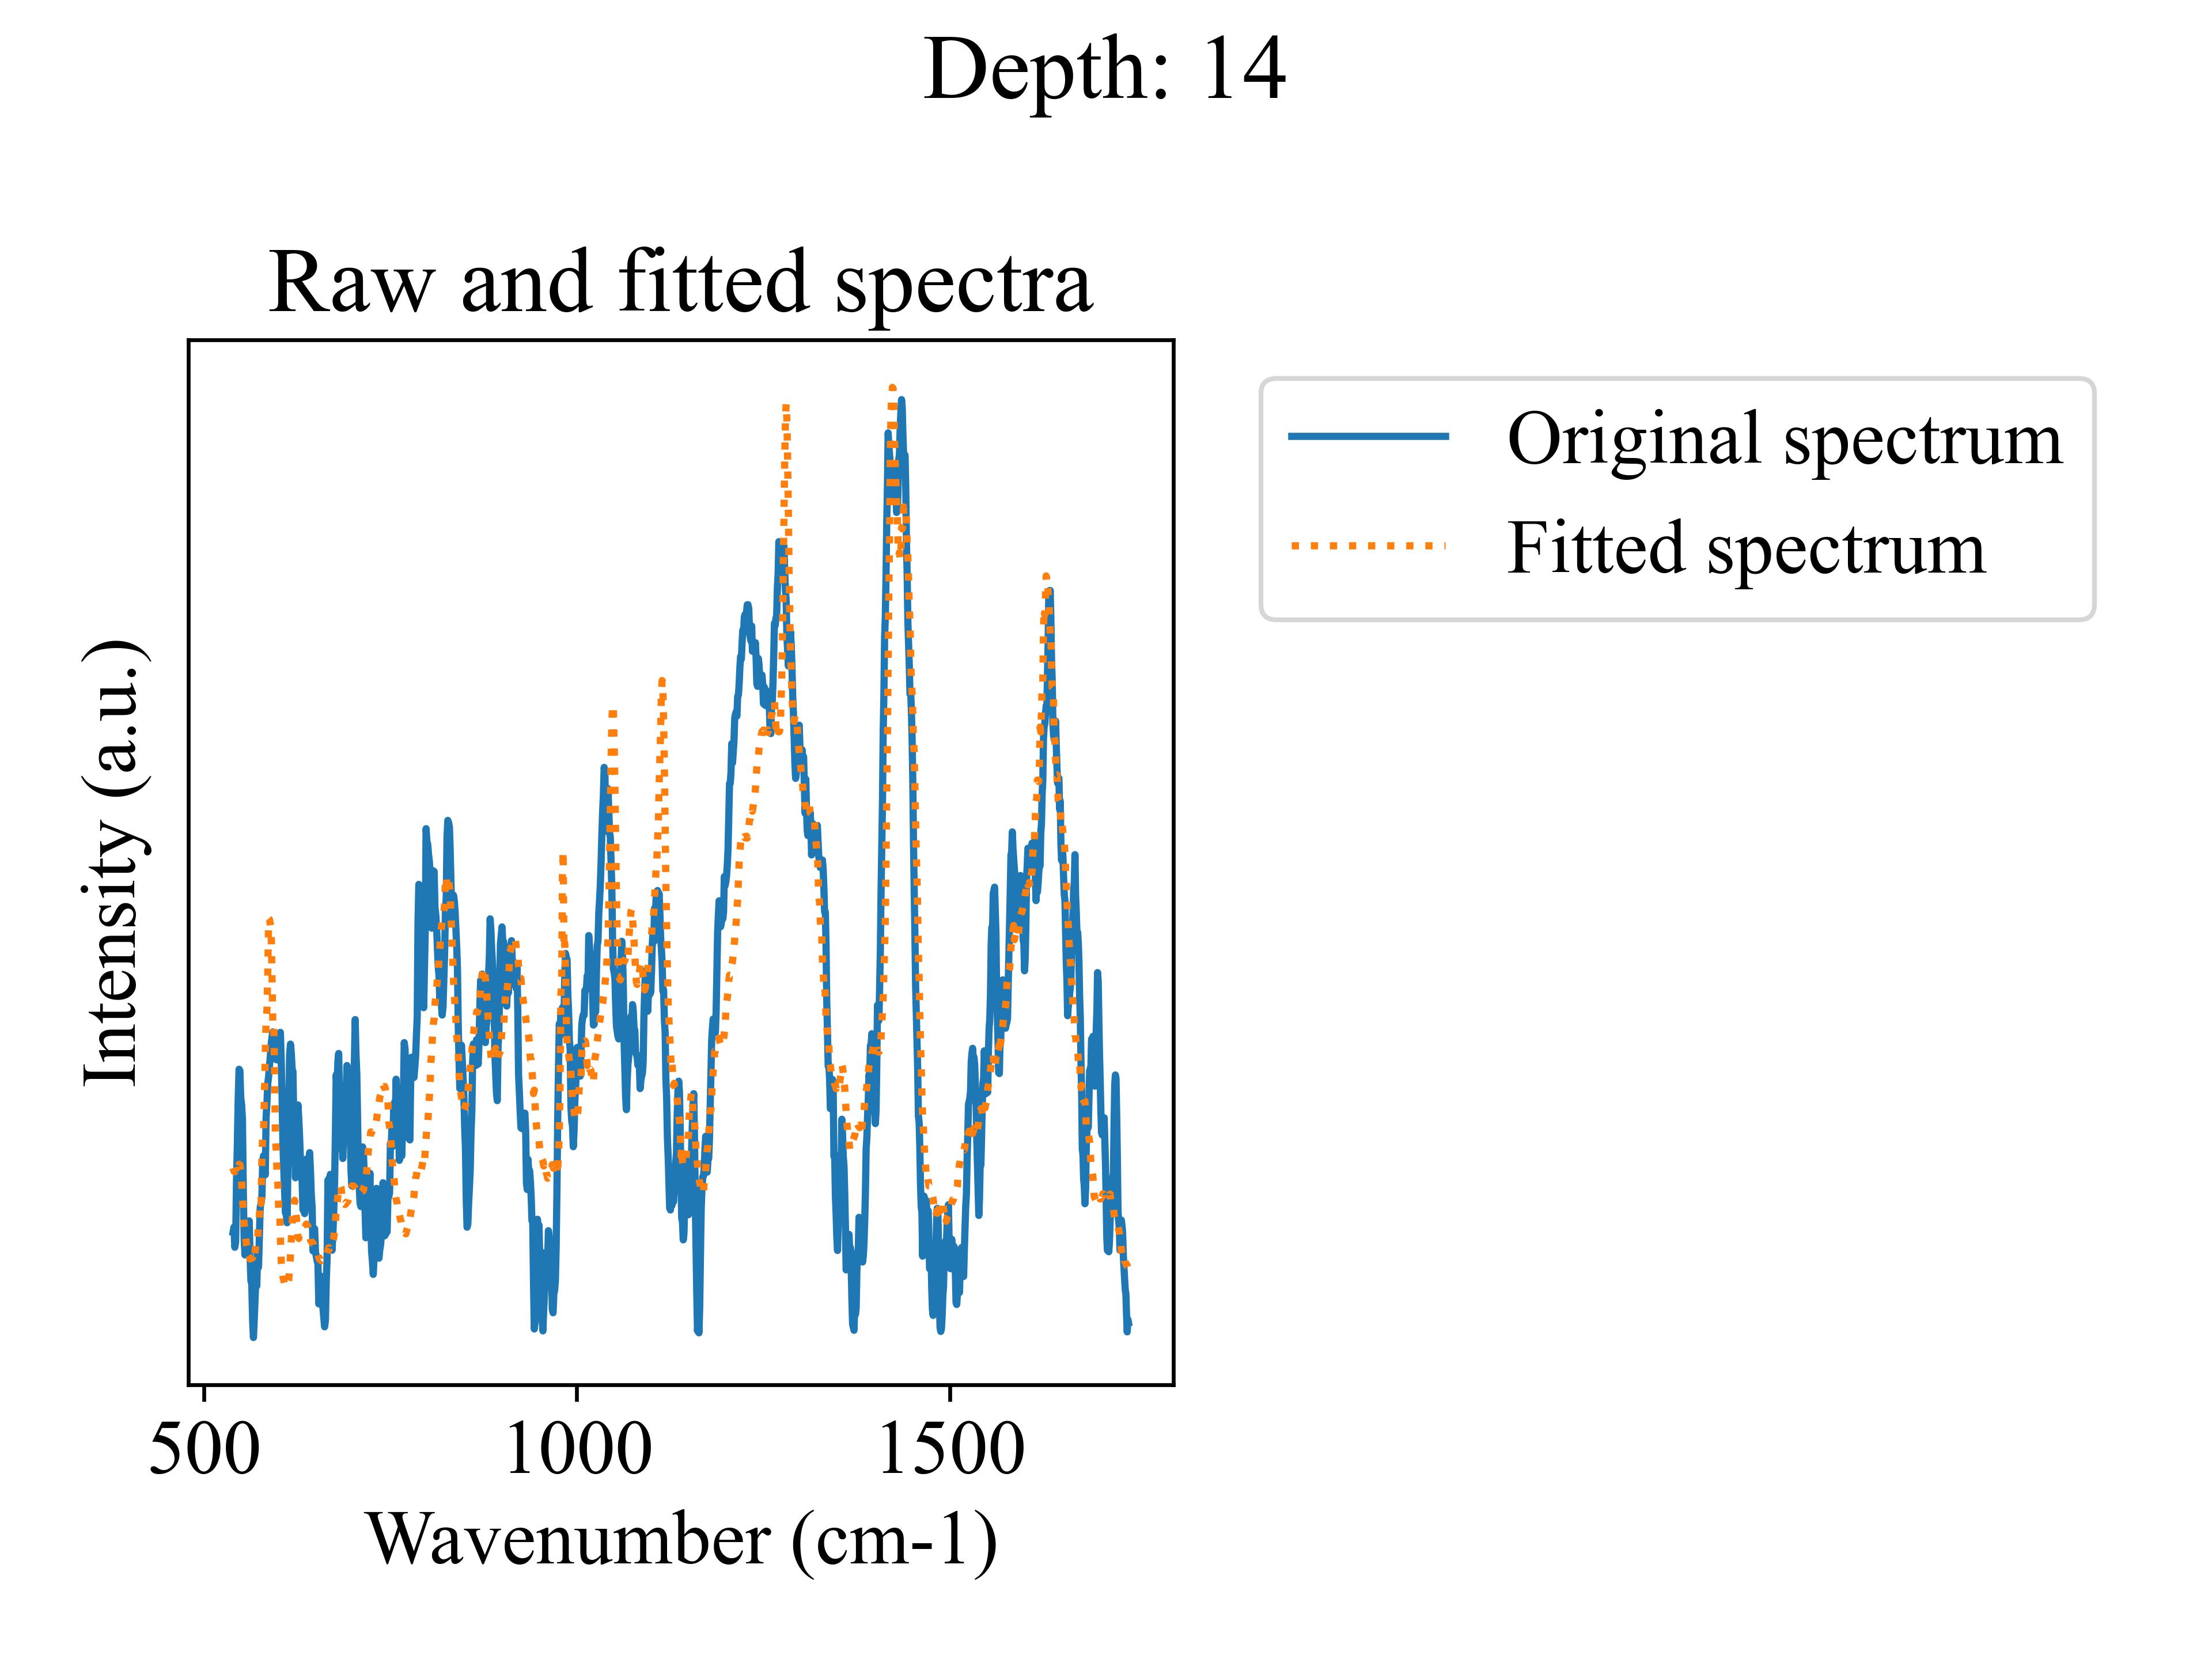 Depth: 14
Raw and fitted spectra
Original spectrum
Fitted spectrum
Intensity (a.u.)
500
1000
1500
Wavenumber (cm-1)